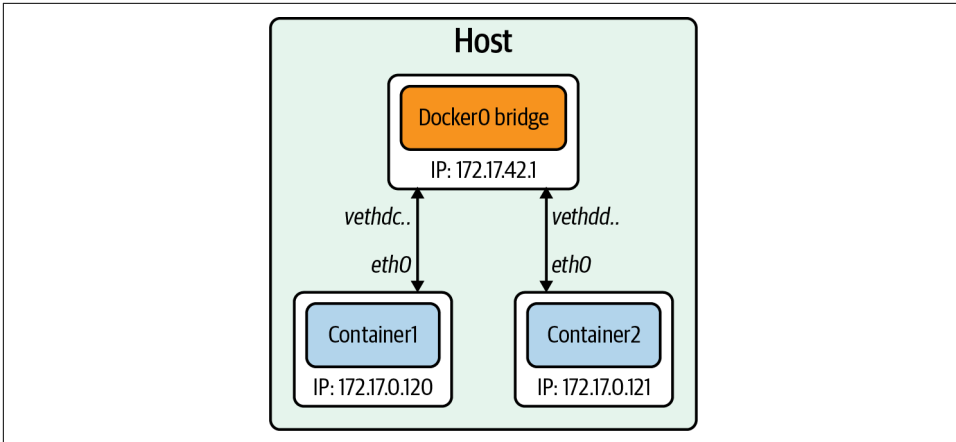 Host
Docker0 bridge
IP: 172.17.42.1
vethdc..
vethdd..
eth0
eth0
Container1
Container2
IP: 172.17.0.120
IP: 172.17.0.121